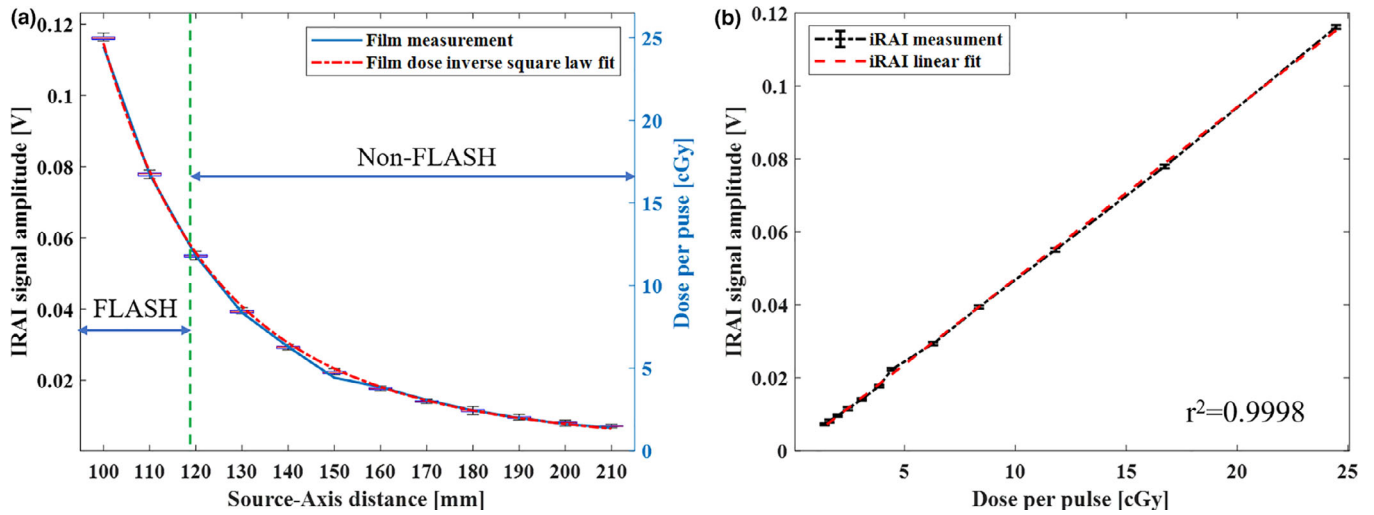 (a)
0.12
0.1
0.08
0.06
0.04
0.02
IRAI signal amplitude [V]
Film measurement
Film dose inverse square law fit
Non-FLASH
FLASH
25
20
15
10
5
0
Dose per puse [cGy]
100 110 120 130 140 150 160 170 180 190 200 210
Source-Axis distance [mm]
(b)
0.12
0.1
0.08
0.06
0.04
0.02
0
IRAI signal amplitude [V]
iRAI measument
iRAI linear fit
r²=0.9998
5 10 15 20 25
Dose per pulse [cGy]